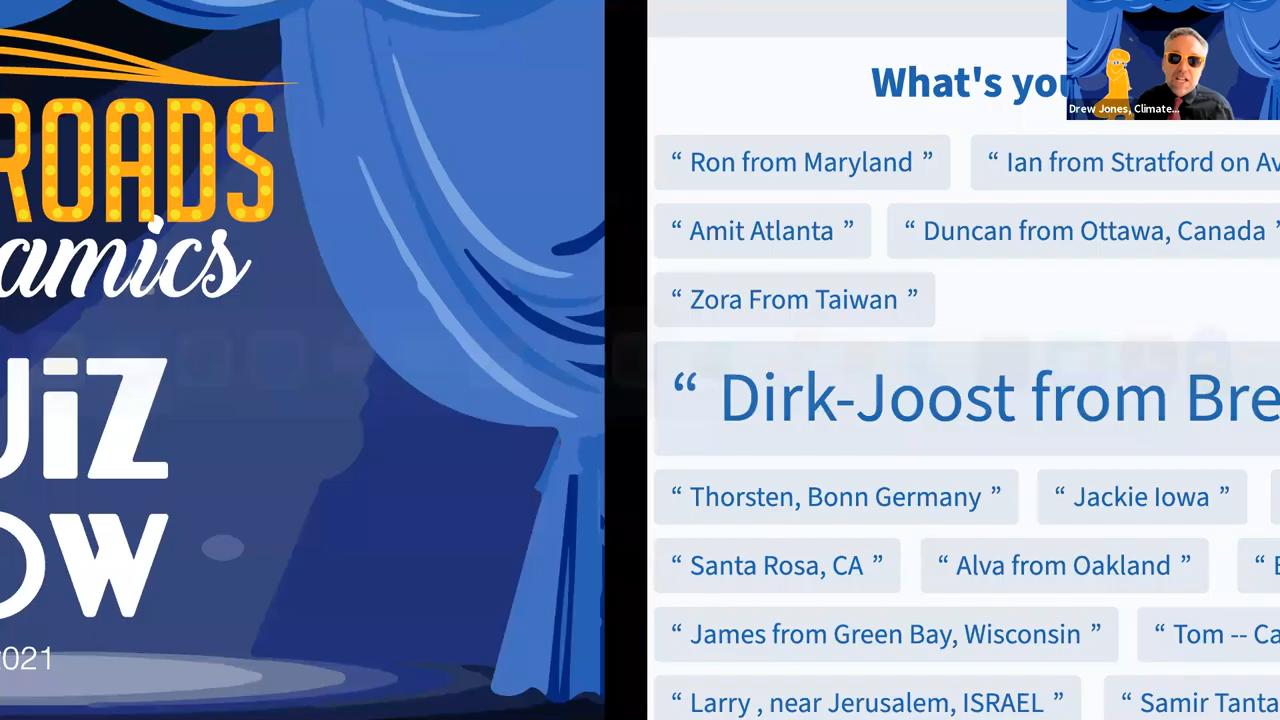 ROADS
amics
UiZ
OW
2021
What's you
Drew Jones, Climate...
“ Ron from Maryland ”
“ Ian from Stratford on Av
“ Amit Atlanta ”
“ Duncan from Ottawa, Canada ”
“ Zora From Taiwan ”
“ Dirk-Joost from Bre
“ Thorsten, Bonn Germany ”
“ Jackie Iowa ”
“ Santa Rosa, CA ”
“ Alva from Oakland ”
“ E
“ James from Green Bay, Wisconsin ”
“ Tom -- Ca
“ Larry , near Jerusalem, ISRAEL ”
“ Samir Tanta